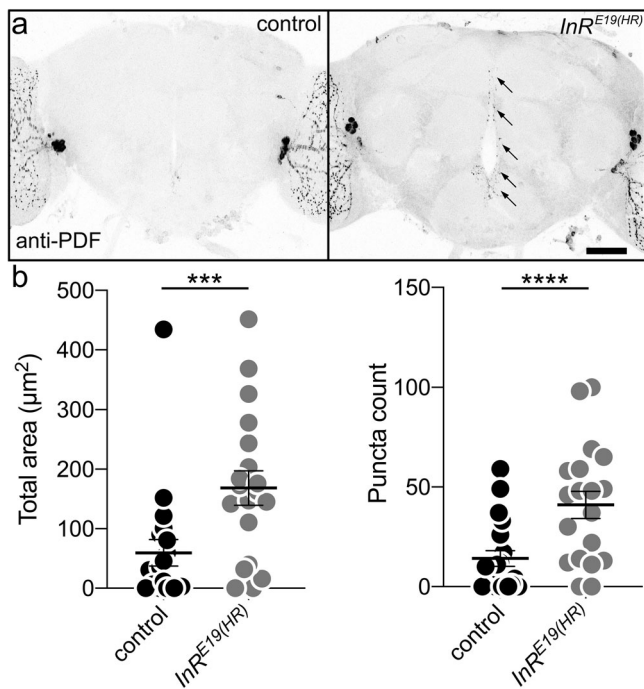 a
control
InR^E19(HR)
anti-PDF
b
***
****
500
400
300
200
100
0
Total area (µm²)
control
InR^E19(HR)
150
100
50
0
Puncta count
control
InR^E19(HR)